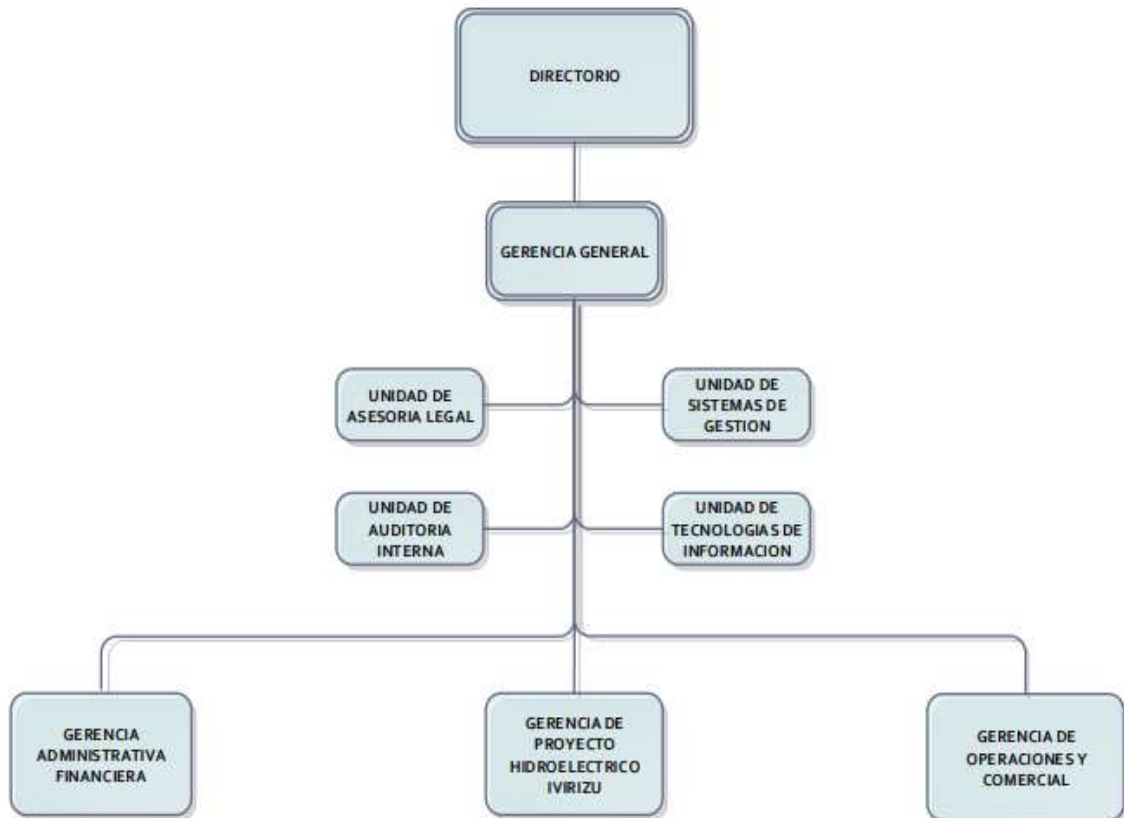 DIRECTORIO
GERENCIA GENERAL
UNIDAD DE
ASESORIA LEGAL
UNIDAD DE
SISTEMAS DE
GESTION
UNIDAD DE
AUDITORIA
INTERNA
UNIDAD DE
TECNOLOGIAS DE
INFORMACION
GERENCIA
ADMINISTRATIVA
FINANCIERA
GERENCIA DE
PROYECTO
HIDROELECTRICO
IVIRIZU
GERENCIA DE
OPERACIONES Y
COMERCIAL